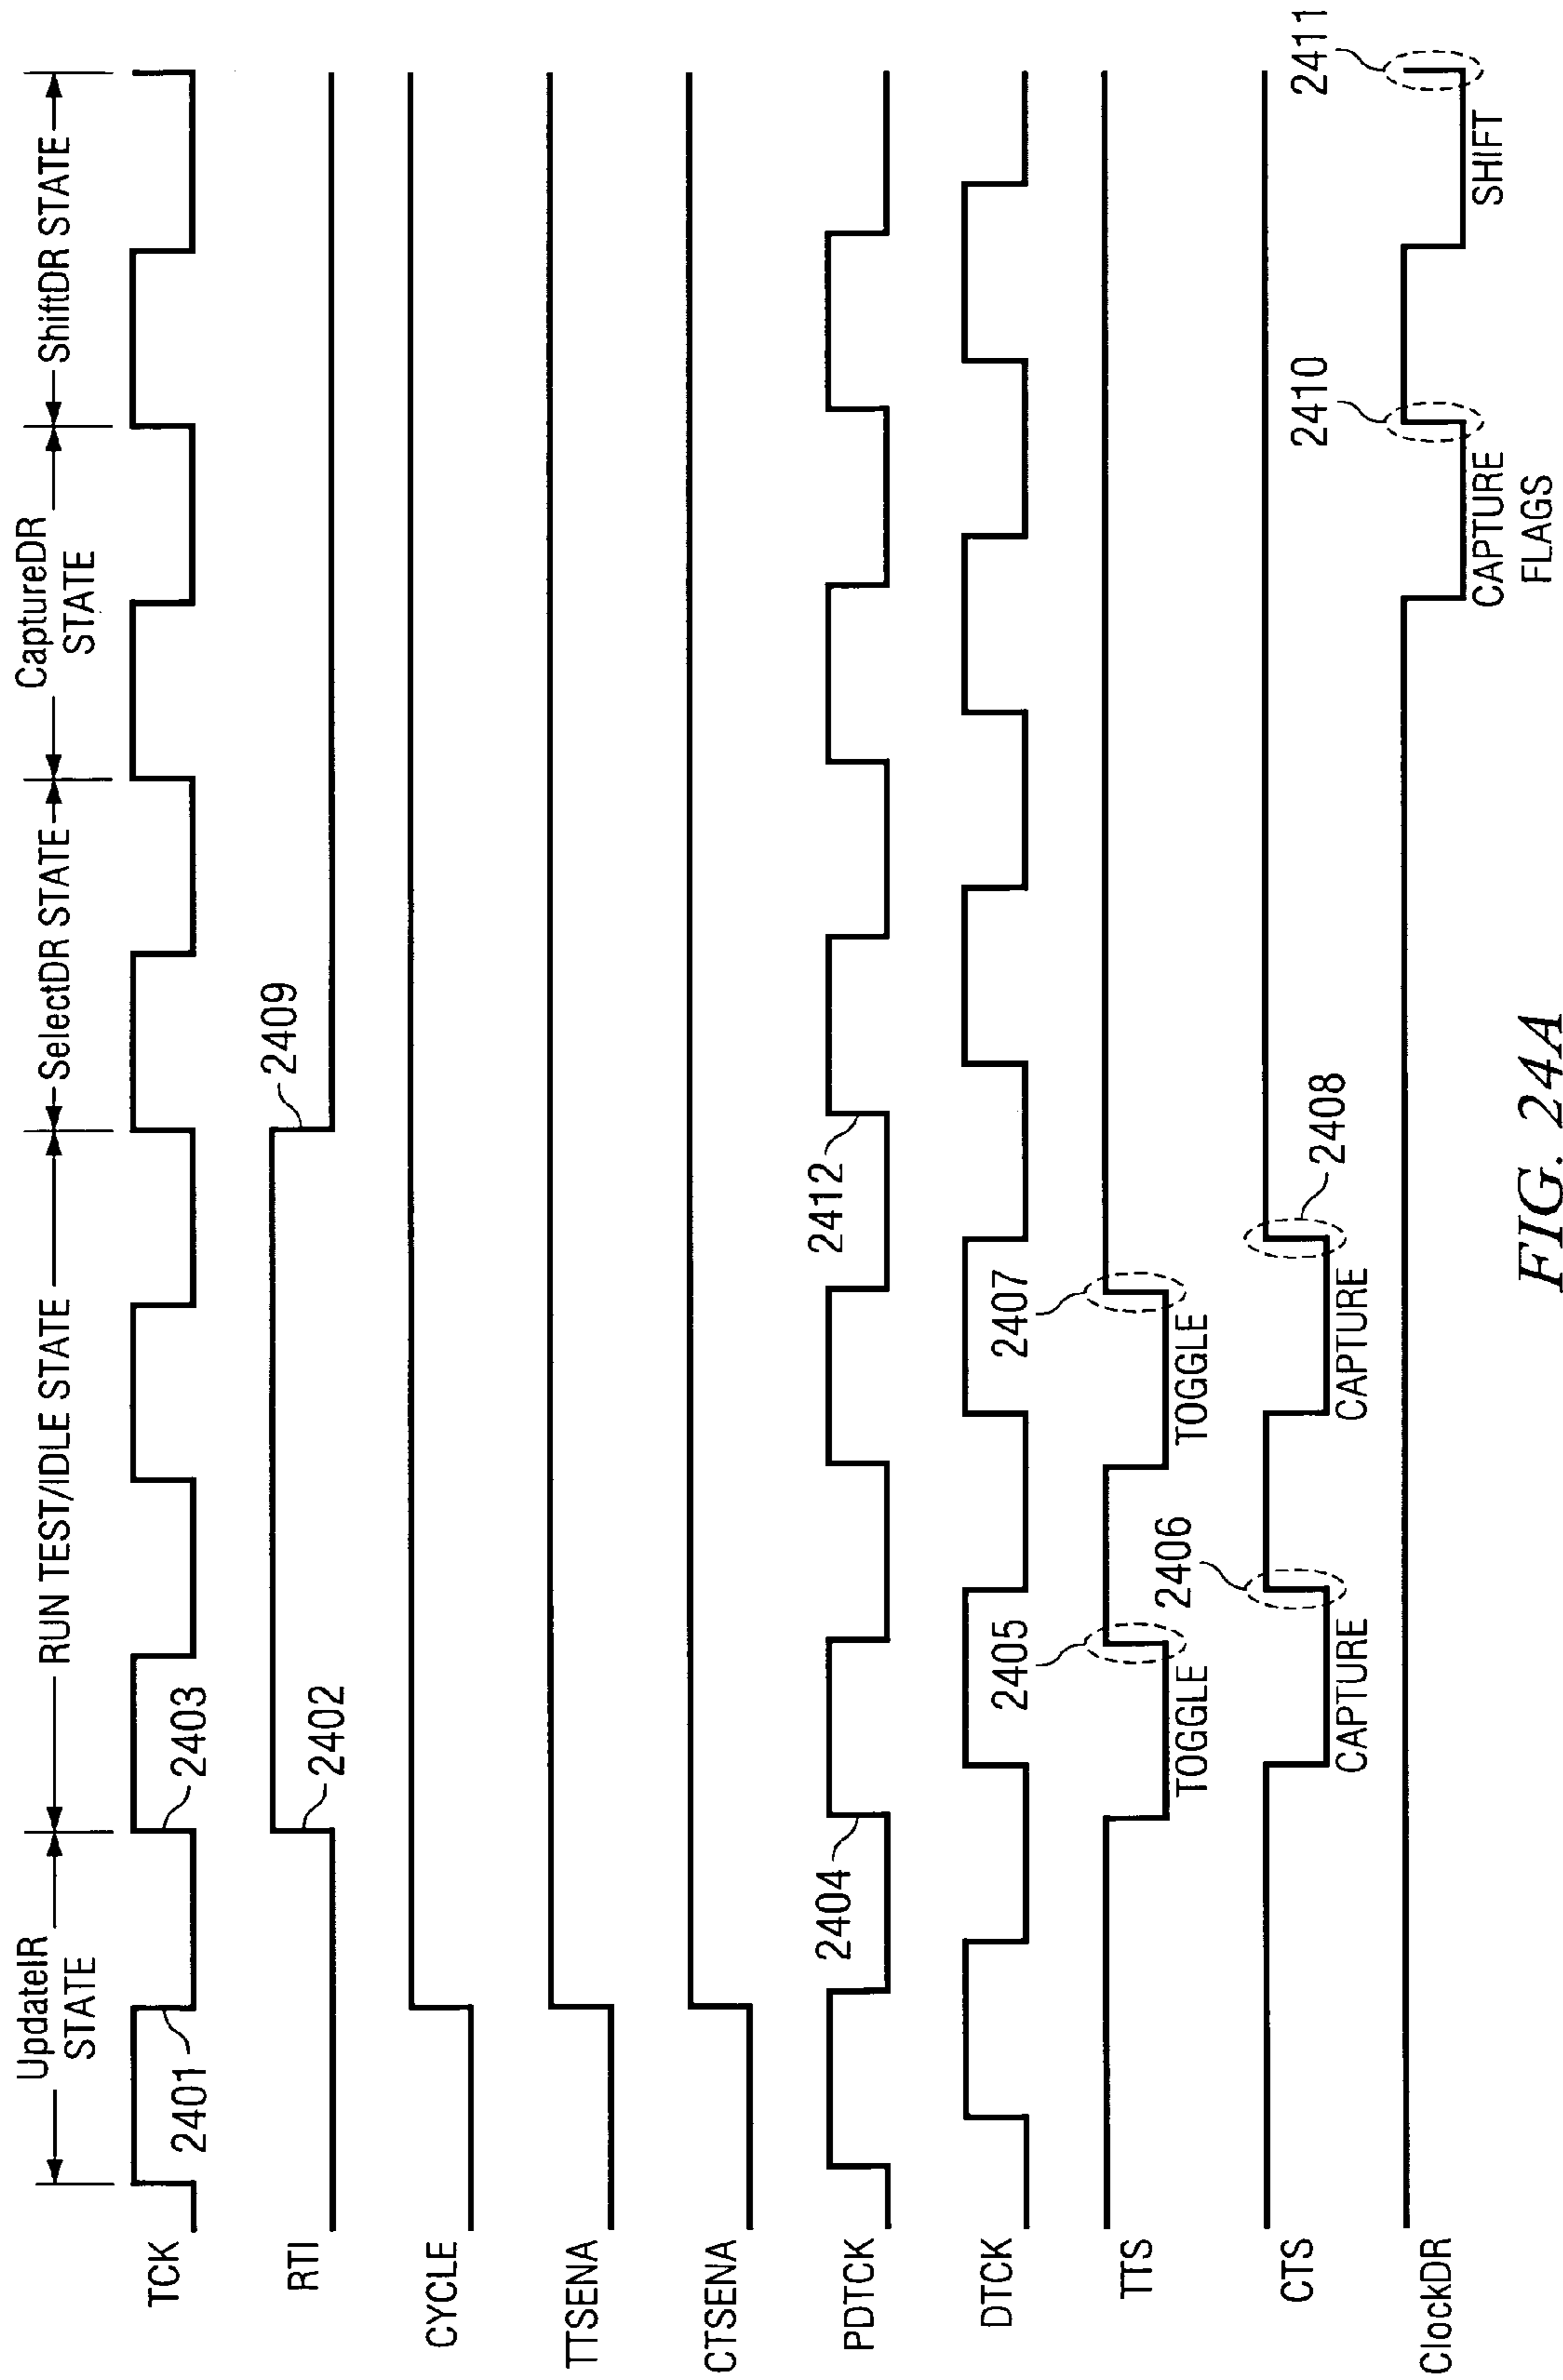 UpdateIR
STATE
RUN TEST/IDLE STATE
SelectDR STATE
CaptureDR
STATE
ShiftDR STATE
TCK
2401
2403
RTI
2402
2409
CYCLE
TTSENA
CTSENA
PDTCK
2404
2412
DTCK
2405
2407
TTS
TOGGLE
TOGGLE
2406
2408
CTS
CAPTURE
CAPTURE
2410
2411
ClockDR
CAPTURE
FLAGS
SHIFT
FIG. 24A